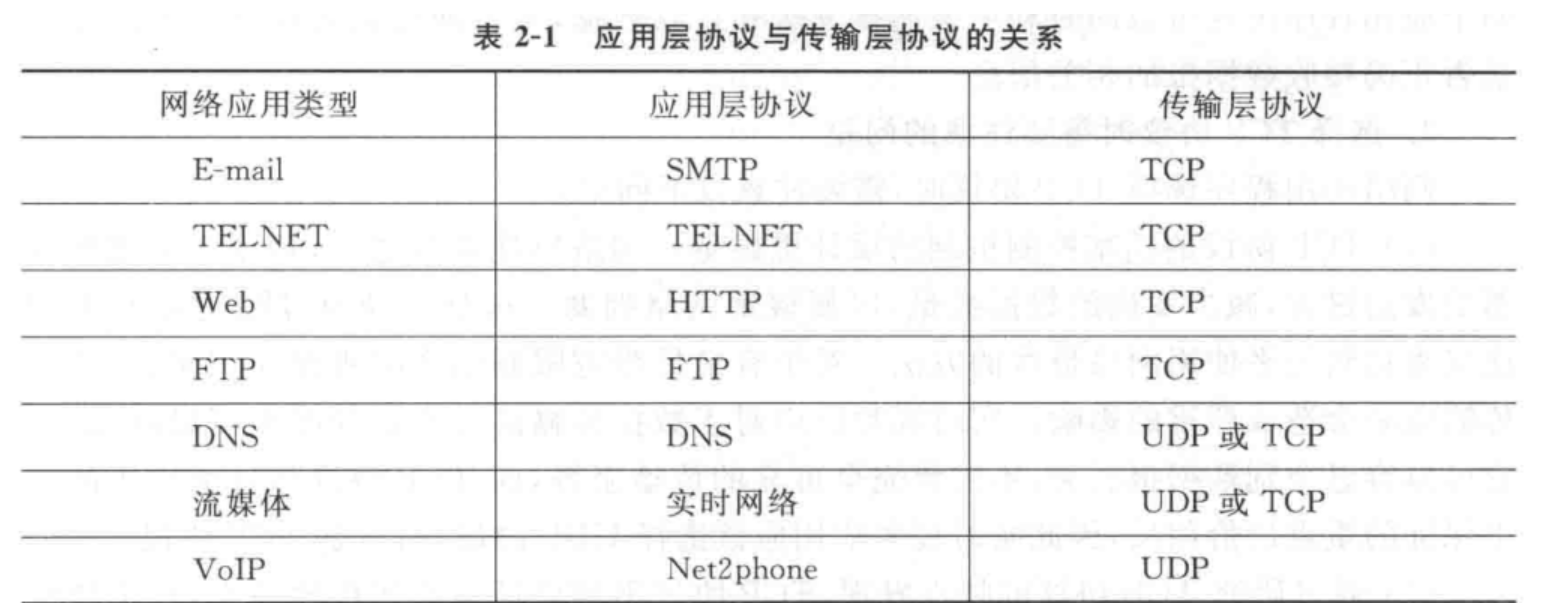 表 2-1 应用层协议与传输层协议的关系
网络应用类型 应用层协议 传输层协议
E-mail SMTP TCP
TELNET TELNET TCP
Web HTTP TCP
FTP FTP TCP
DNS DNS UDP 或 TCP
流媒体 实时网络 UDP 或 TCP
VoIP Net2phone UDP